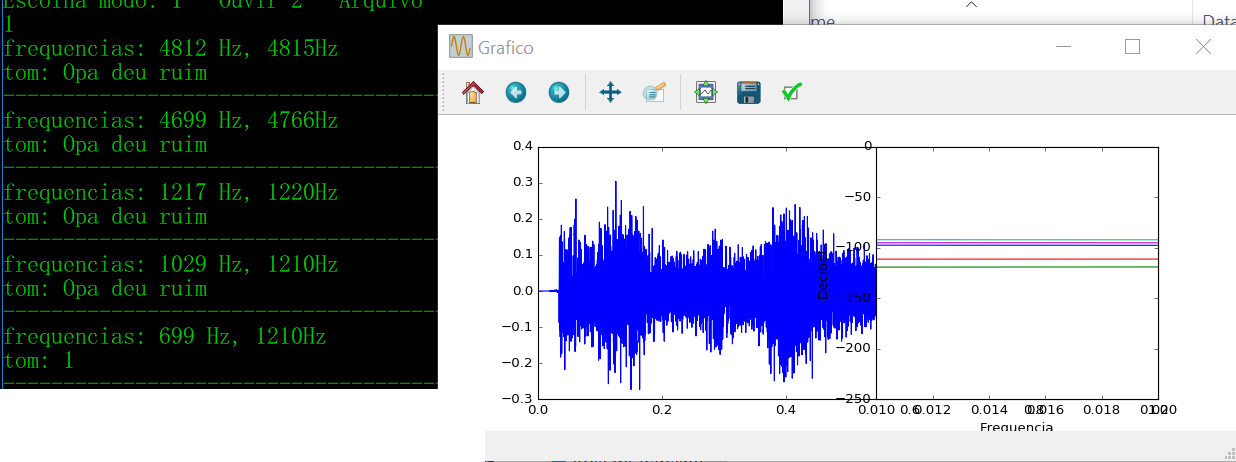 Escolha modo: 1 - Ouvir 2 - Arquivo
1
frequencias: 4812 Hz, 4815Hz
tom: Opa deu ruim
frequencias: 4699 Hz, 4766Hz
tom: Opa deu ruim
frequencias: 1217 Hz, 1220Hz
tom: Opa deu ruim
frequencias: 1029 Hz, 1210Hz
tom: Opa deu ruim
frequencias: 699 Hz, 1210Hz
tom: 1
me
Data
Grafico
0.4
0.3
0.2
0.1
0.0
−0.1
−0.2
−0.3
0.0
0.2
0.4
0.6
0.8
1.0
Decibel
0
−50
−100
−150
−200
−250
0.010
0.012
0.014
0.016
0.018
0.020
Frequencia